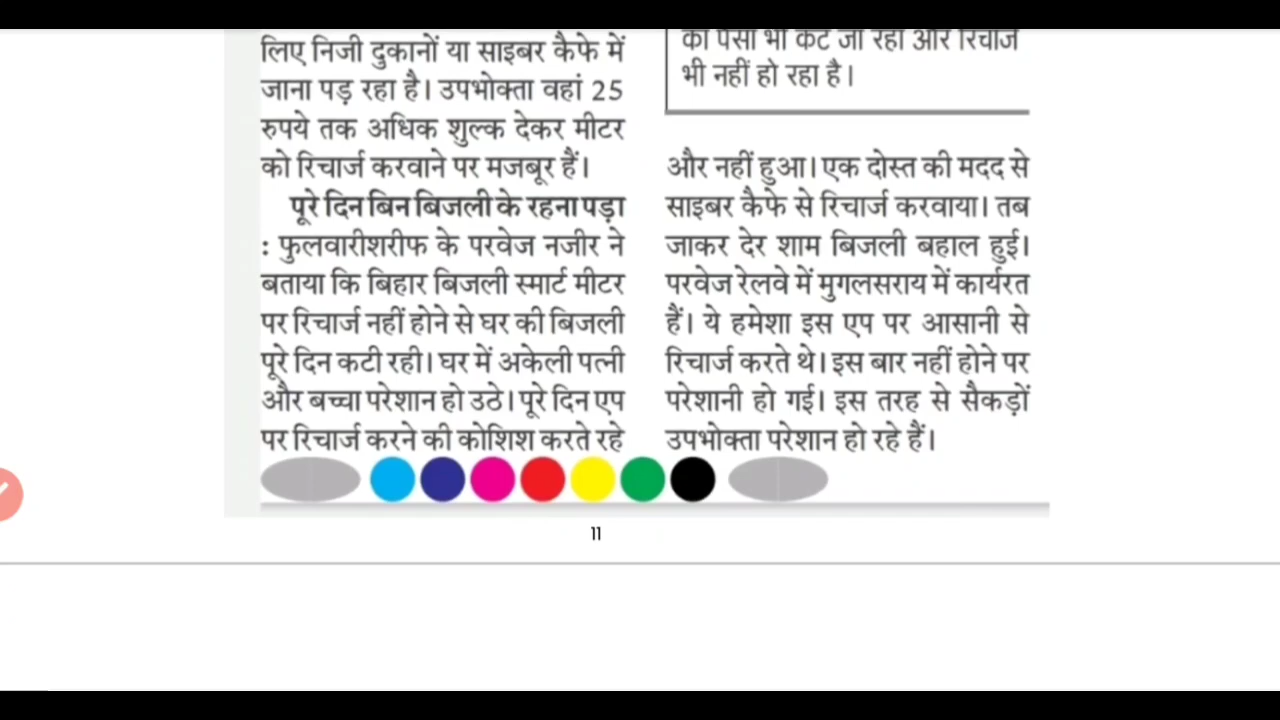 लिए निजी दुकानों या साइबर कैफे में
जाना पड़ रहा है। उपभोक्ता वहां 25
रुपये तक अधिक शुल्क देकर मीटर
को रिचार्ज करवाने पर मजबूर हैं।
पूरे दिन बिन बिजली के रहना पड़ा
: फुलवारीशरीफ के परवेज नजीर ने
बताया कि बिहार बिजली स्मार्ट मीटर
पर रिचार्ज नहीं होने से घर की बिजली
पूरे दिन कटी रही। घर में अकेली पत्नी
और बच्चा परेशान हो उठे। पूरे दिन एप
पर रिचार्ज करने की कोशिश करते रहे
का पैसा भी कट जा रहा और रिचार्ज
भी नहीं हो रहा है।
और नहीं हुआ। एक दोस्त की मदद से
साइबर कैफे से रिचार्ज करवाया। तब
जाकर देर शाम बिजली बहाल हुई।
परवेज रेलवे में मुगलसराय में कार्यरत
हैं। ये हमेशा इस एप पर आसानी से
रिचार्ज करते थे। इस बार नहीं होने पर
परेशानी हो गई। इस तरह से सैकड़ों
उपभोक्ता परेशान हो रहे हैं।
11